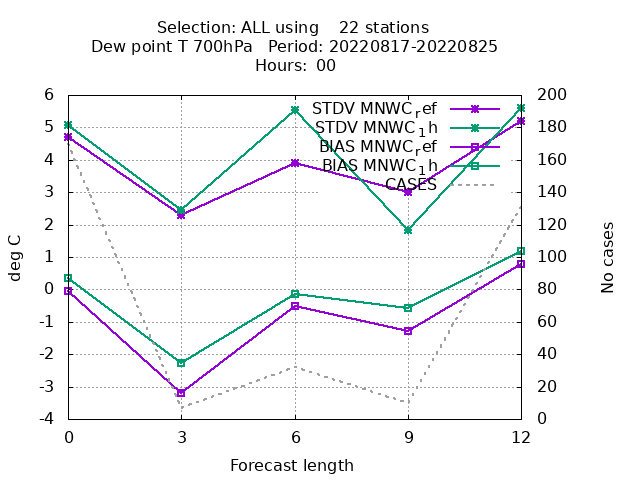 Selection: ALL using    22 stations
Dew point T 700hPa   Period: 20220817-20220825
Hours: 00
STDV MNWC_ref
STDV MNWC_1h
BIAS MNWC_ref
BIAS MNWC_1h
CASES
deg C
6
5
4
3
2
1
0
-1
-2
-3
-4
200
180
160
140
120
100
80
60
40
20
0
No cases
0 3 6 9 12
Forecast length